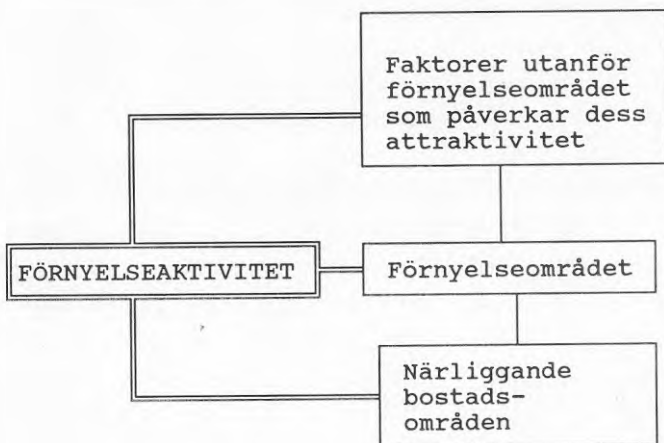 Faktorer utanför
förnyelseområdet
som påverkar dess
attraktivitet
FÖRNYELSEAKTIVITET
Förnyelseområdet
Närliggande
bostads-
områden